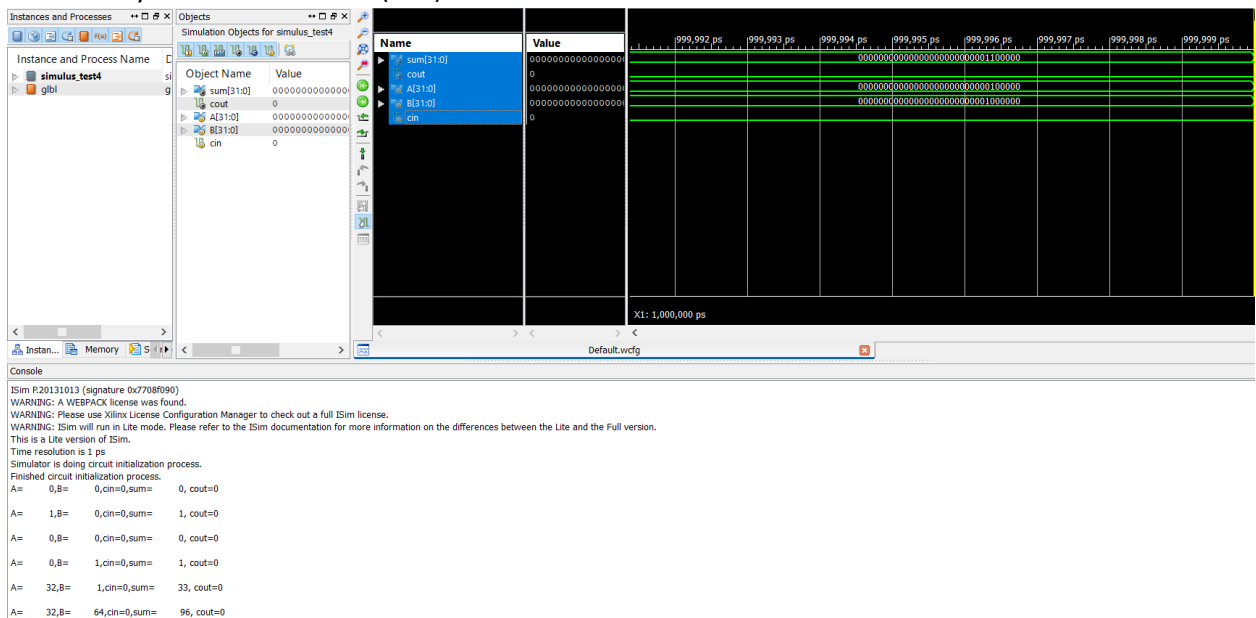 Instances and Processes
Objects
Simulation Objects for simulus_test4
Instance and Process Name
D
simulus_test4
si
glbl
g
Object Name Value
sum[31:0] 0000000000000
cout 0
A[31:0] 0000000000000
B[31:0] 0000000000000
cin 0
Name
Value
sum[31:0]
cout 0
A[31:0]
B[31:0]
cin 0
999,992 ps 999,993 ps 999,994 ps 999,995 ps 999,996 ps 999,997 ps 999,998 ps 999,999 ps
00000000000000000000000001100000
00000000000000000000000000100000
00000000000000000000000001000000
X1: 1,000,000 ps
Instan... Memory S
Default.wcfg
Console
ISim P.20131013 (signature 0x7708f090)
WARNING: A WEBPACK license was found.
WARNING: Please use Xilinx License Configuration Manager to check out a full ISim license.
WARNING: ISim will run in Lite mode. Please refer to the ISim documentation for more information on the differences between the Lite and the Full version.
This is a Lite version of ISim.
Time resolution is 1 ps
Simulator is doing circuit initialization process.
Finished circuit initialization process.
A= 0,B= 0,cin=0,sum= 0, cout=0
A= 1,B= 0,cin=0,sum= 1, cout=0
A= 0,B= 0,cin=0,sum= 0, cout=0
A= 0,B= 1,cin=0,sum= 1, cout=0
A= 32,B= 1,cin=0,sum= 33, cout=0
A= 32,B= 64,cin=0,sum= 96, cout=0